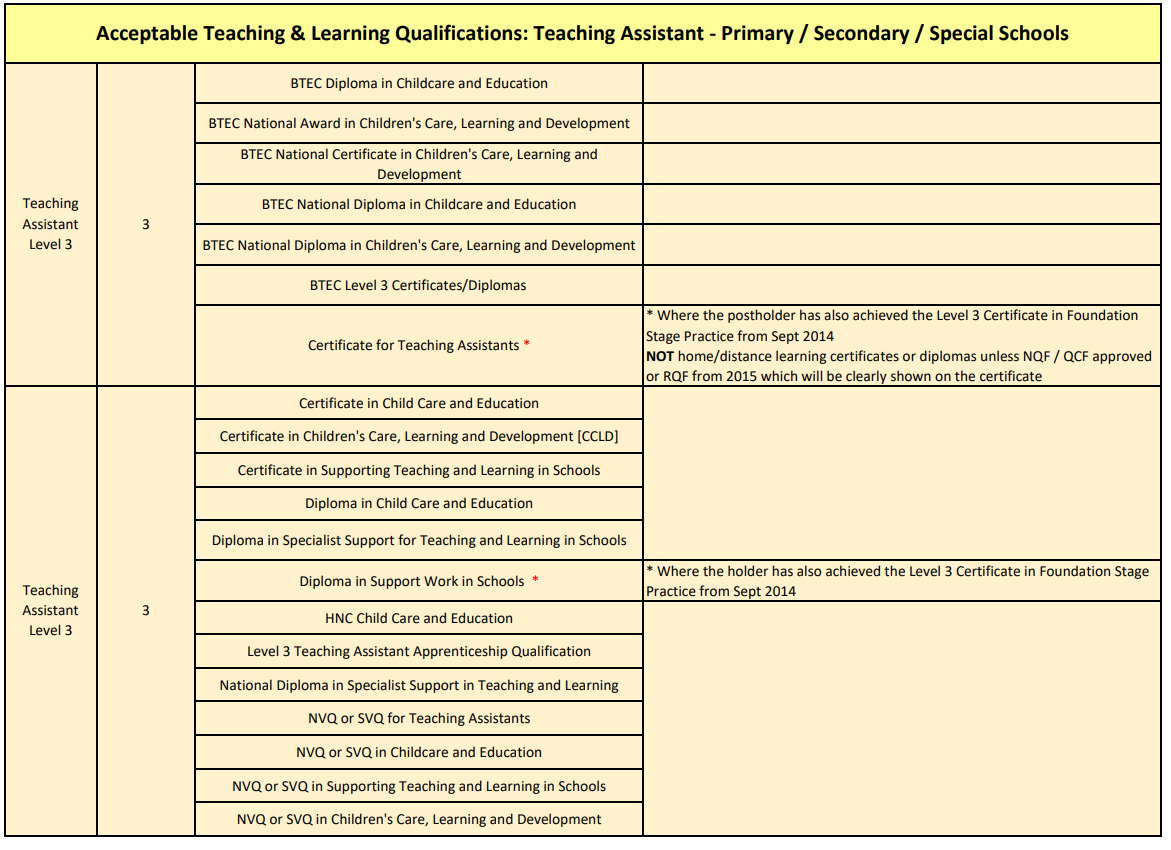 Acceptable Teaching & Learning Qualifications: Teaching Assistant - Primary / Secondary / Special Schools
Teaching
Assistant
Level 3
3
BTEC Diploma in Childcare and Education
BTEC National Award in Children's Care, Learning and Development
BTEC National Certificate in Children's Care, Learning and
Development
BTEC National Diploma in Childcare and Education
BTEC National Diploma in Children's Care, Learning and Development
BTEC Level 3 Certificates/Diplomas
Certificate for Teaching Assistants *
* Where the postholder has also achieved the Level 3 Certificate in Foundation
Stage Practice from Sept 2014
NOT home/distance learning certificates or diplomas unless NQF / QCF approved
or RQF from 2015 which will be clearly shown on the certificate
Teaching
Assistant
Level 3
3
Certificate in Child Care and Education
Certificate in Children's Care, Learning and Development [CCLD]
Certificate in Supporting Teaching and Learning in Schools
Diploma in Child Care and Education
Diploma in Specialist Support for Teaching and Learning in Schools
Diploma in Support Work in Schools *
* Where the holder has also achieved the Level 3 Certificate in Foundation Stage
Practice from Sept 2014
HNC Child Care and Education
Level 3 Teaching Assistant Apprenticeship Qualification
National Diploma in Specialist Support in Teaching and Learning
NVQ or SVQ for Teaching Assistants
NVQ or SVQ in Childcare and Education
NVQ or SVQ in Supporting Teaching and Learning in Schools
NVQ or SVQ in Children's Care, Learning and Development